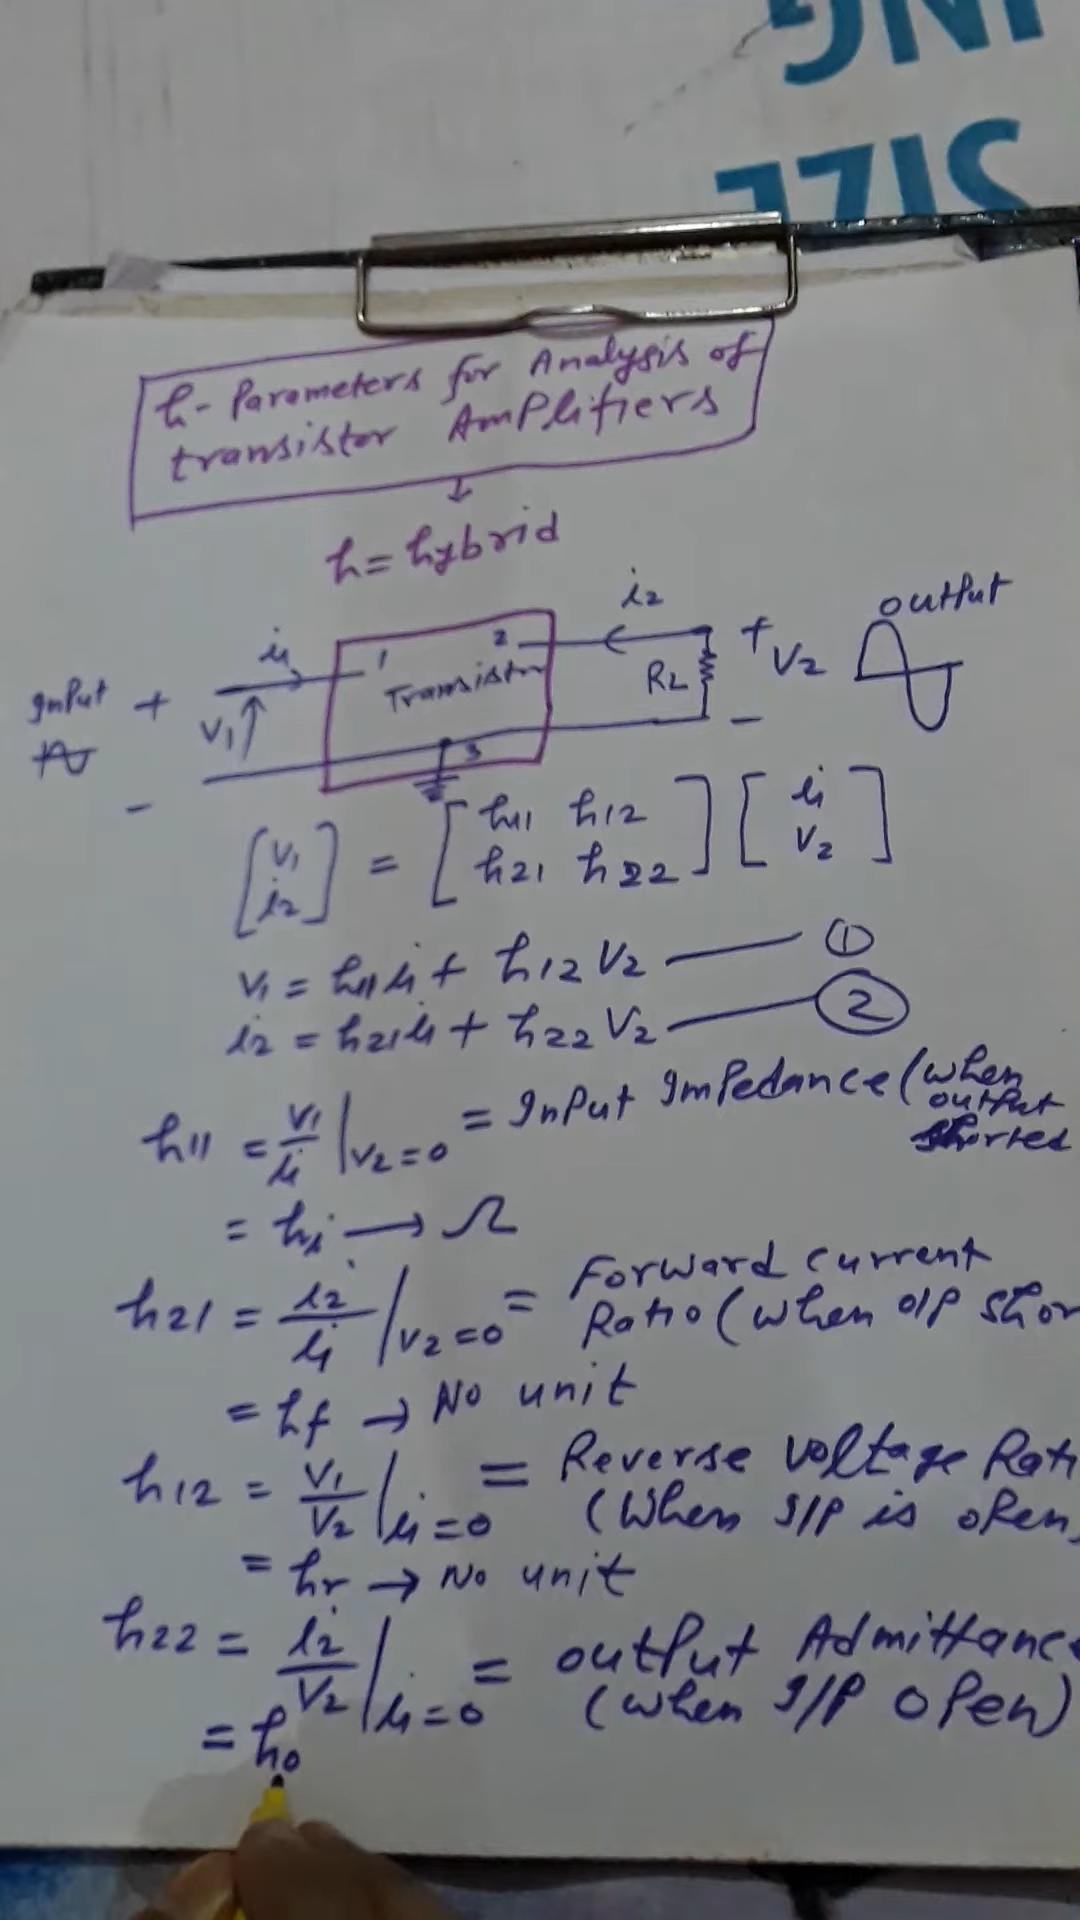 ING
SIZE
h-Parameters for Analysis of
transistor Amplifiers
h = hybrid
Input + V1 i1 1 Transistor 2 3 i2 RL + V2 - output
-
[V1 i2] = [h11 h12 h21 h22] [i1 V2]
V1 = h11 i1 + h12 V2 — ①
i2 = h21 i1 + h22 V2 — ②
h11 = V1/i1 |V2=0 = Input Impedance (when output shorted
= hi → Ω
h21 = i2/i1 |V2=0 = Forward current
Ratio (when o/p shor
= hf → No unit
h12 = V1/V2 |i1=0 = Reverse voltage Rati
(when I/P is open,
= hr → No unit
h22 = i2/V2 |i1=0 = output Admittance
(when I/P open)
= ho